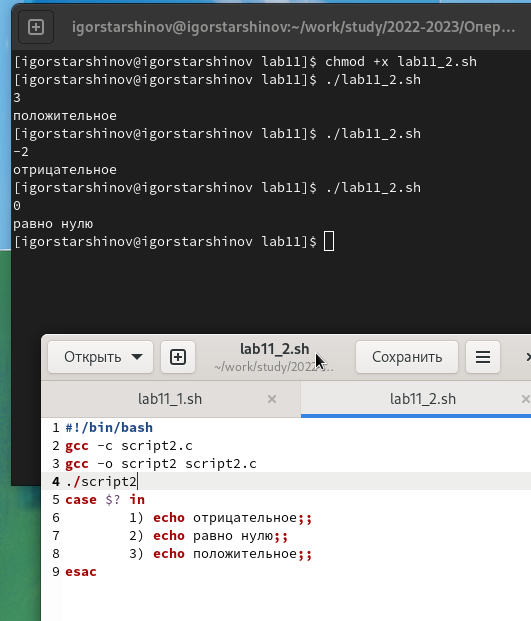 igorstarshinov@igorstarshinov:~/work/study/2022-2023/Опер...
[igorstarshinov@igorstarshinov lab11]$ chmod +x lab11_2.sh
[igorstarshinov@igorstarshinov lab11]$ ./lab11_2.sh
3
положительное
[igorstarshinov@igorstarshinov lab11]$ ./lab11_2.sh
-2
отрицательное
[igorstarshinov@igorstarshinov lab11]$ ./lab11_2.sh
0
равно нулю
[igorstarshinov@igorstarshinov lab11]$
Открыть lab11_2.sh Сохранить
~/work/study/2022-...
lab11_1.sh × lab11_2.sh ×
1 #!/bin/bash
2 gcc -c script2.c
3 gcc -o script2 script2.c
4 ./script2
5 case $? in
6 1) echo отрицательное;;
7 2) echo равно нулю;;
8 3) echo положительное;;
9 esac